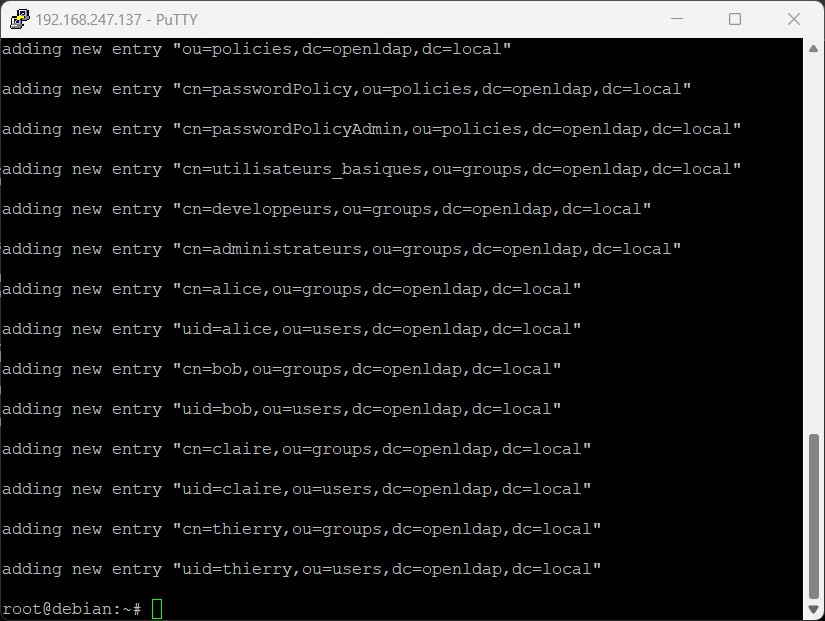 192.168.247.137 - PuTTY
adding new entry "ou=policies,dc=openldap,dc=local"
adding new entry "cn=passwordPolicy,ou=policies,dc=openldap,dc=local"
adding new entry "cn=passwordPolicyAdmin,ou=policies,dc=openldap,dc=local"
adding new entry "cn=utilisateurs_basiques,ou=groups,dc=openldap,dc=local"
adding new entry "cn=developpeurs,ou=groups,dc=openldap,dc=local"
adding new entry "cn=administrateurs,ou=groups,dc=openldap,dc=local"
adding new entry "cn=alice,ou=groups,dc=openldap,dc=local"
adding new entry "uid=alice,ou=users,dc=openldap,dc=local"
adding new entry "cn=bob,ou=groups,dc=openldap,dc=local"
adding new entry "uid=bob,ou=users,dc=openldap,dc=local"
adding new entry "cn=claire,ou=groups,dc=openldap,dc=local"
adding new entry "uid=claire,ou=users,dc=openldap,dc=local"
adding new entry "cn=thierry,ou=groups,dc=openldap,dc=local"
adding new entry "uid=thierry,ou=users,dc=openldap,dc=local"
root@debian:~#